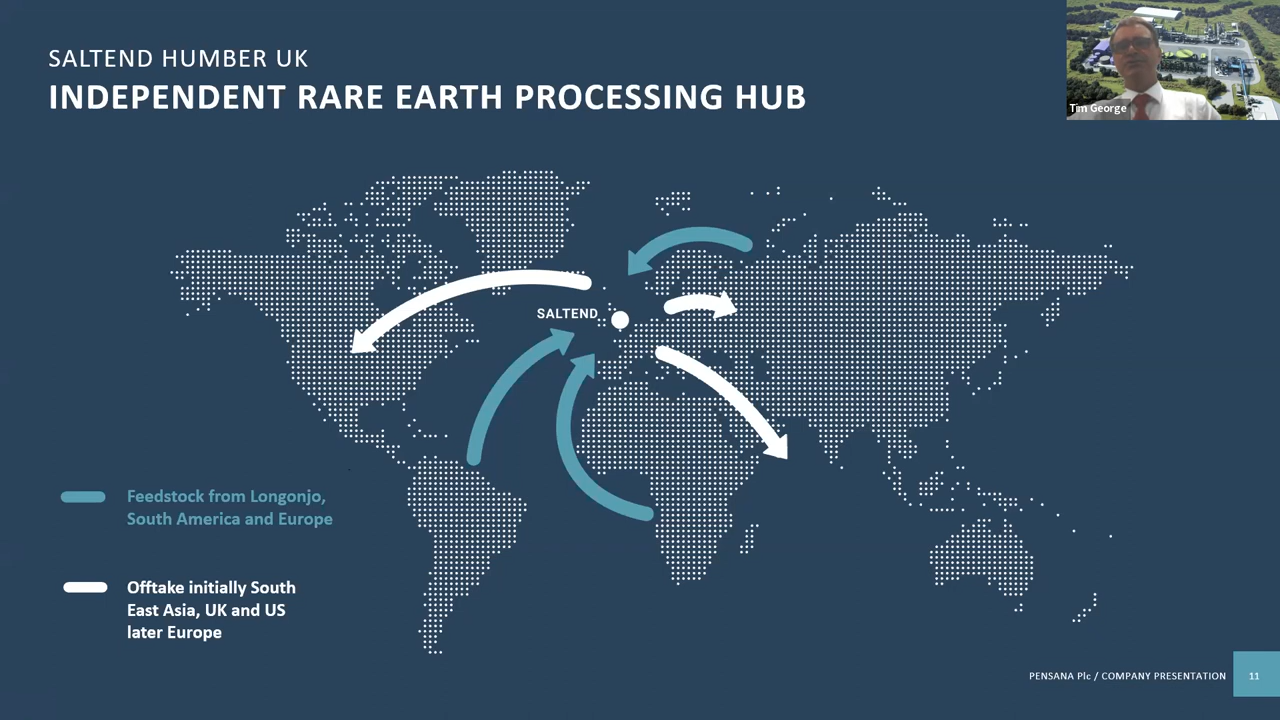 SALTEND HUMBER UK
INDEPENDENT RARE EARTH PROCESSING HUB
Tim George
SALTEND
Feedstock from Longonjo,
South America and Europe
Offtake initially South
East Asia, UK and US
later Europe
PENSANA Plc / COMPANY PRESENTATION
11